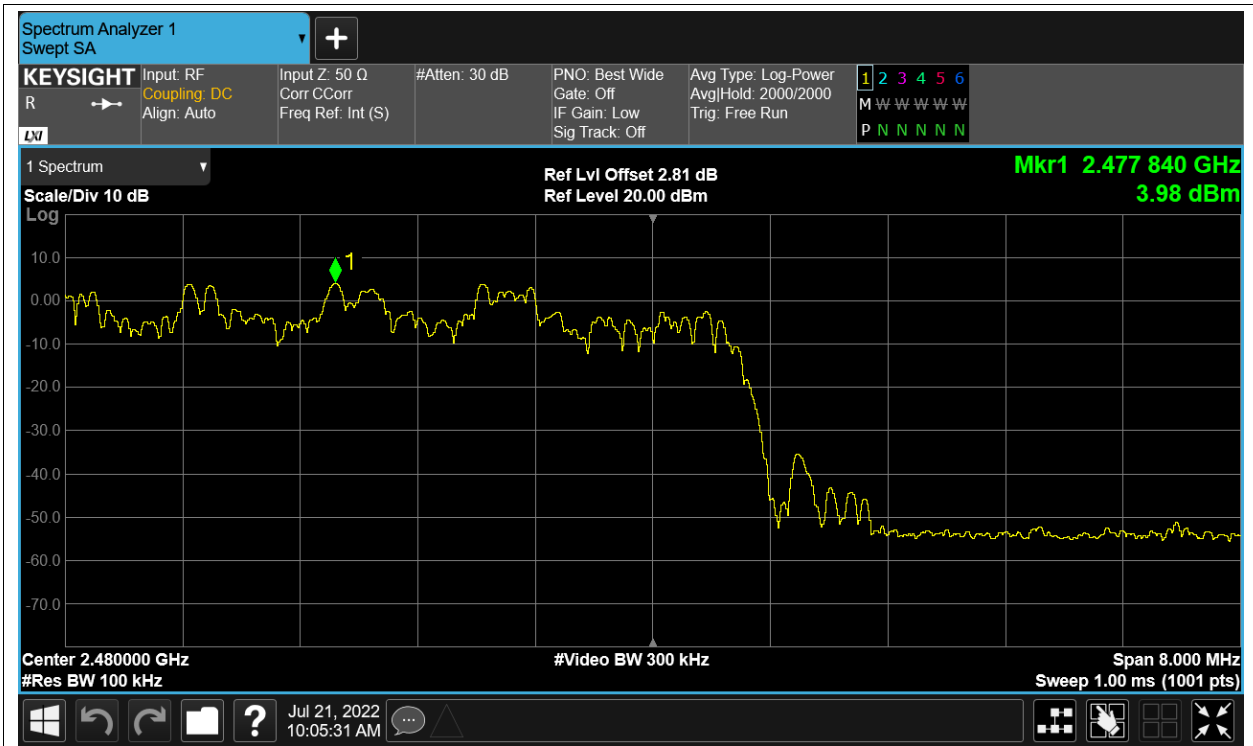 Spectrum Analyzer 1
Swept SA
KEYSIGHT
R
LXI
Input: RF
Coupling: DC
Align: Auto
Input Z: 50 Ω
Corr CCorr
Freq Ref: Int (S)
#Atten: 30 dB
PNO: Best Wide
Gate: Off
IF Gain: Low
Sig Track: Off
Avg Type: Log-Power
Avg|Hold: 2000/2000
Trig: Free Run
1 2 3 4 5 6
M W W W W W
P N N N N N
1 Spectrum
Scale/Div 10 dB
Log
Ref Lvl Offset 2.81 dB
Ref Level 20.00 dBm
Mkr1 2.477 840 GHz
3.98 dBm
1
10.0
0.00
-10.0
-20.0
-30.0
-40.0
-50.0
-60.0
-70.0
Center 2.480000 GHz
#Res BW 100 kHz
#Video BW 300 kHz
Span 8.000 MHz
Sweep 1.00 ms (1001 pts)
?
Jul 21, 2022
10:05:31 AM